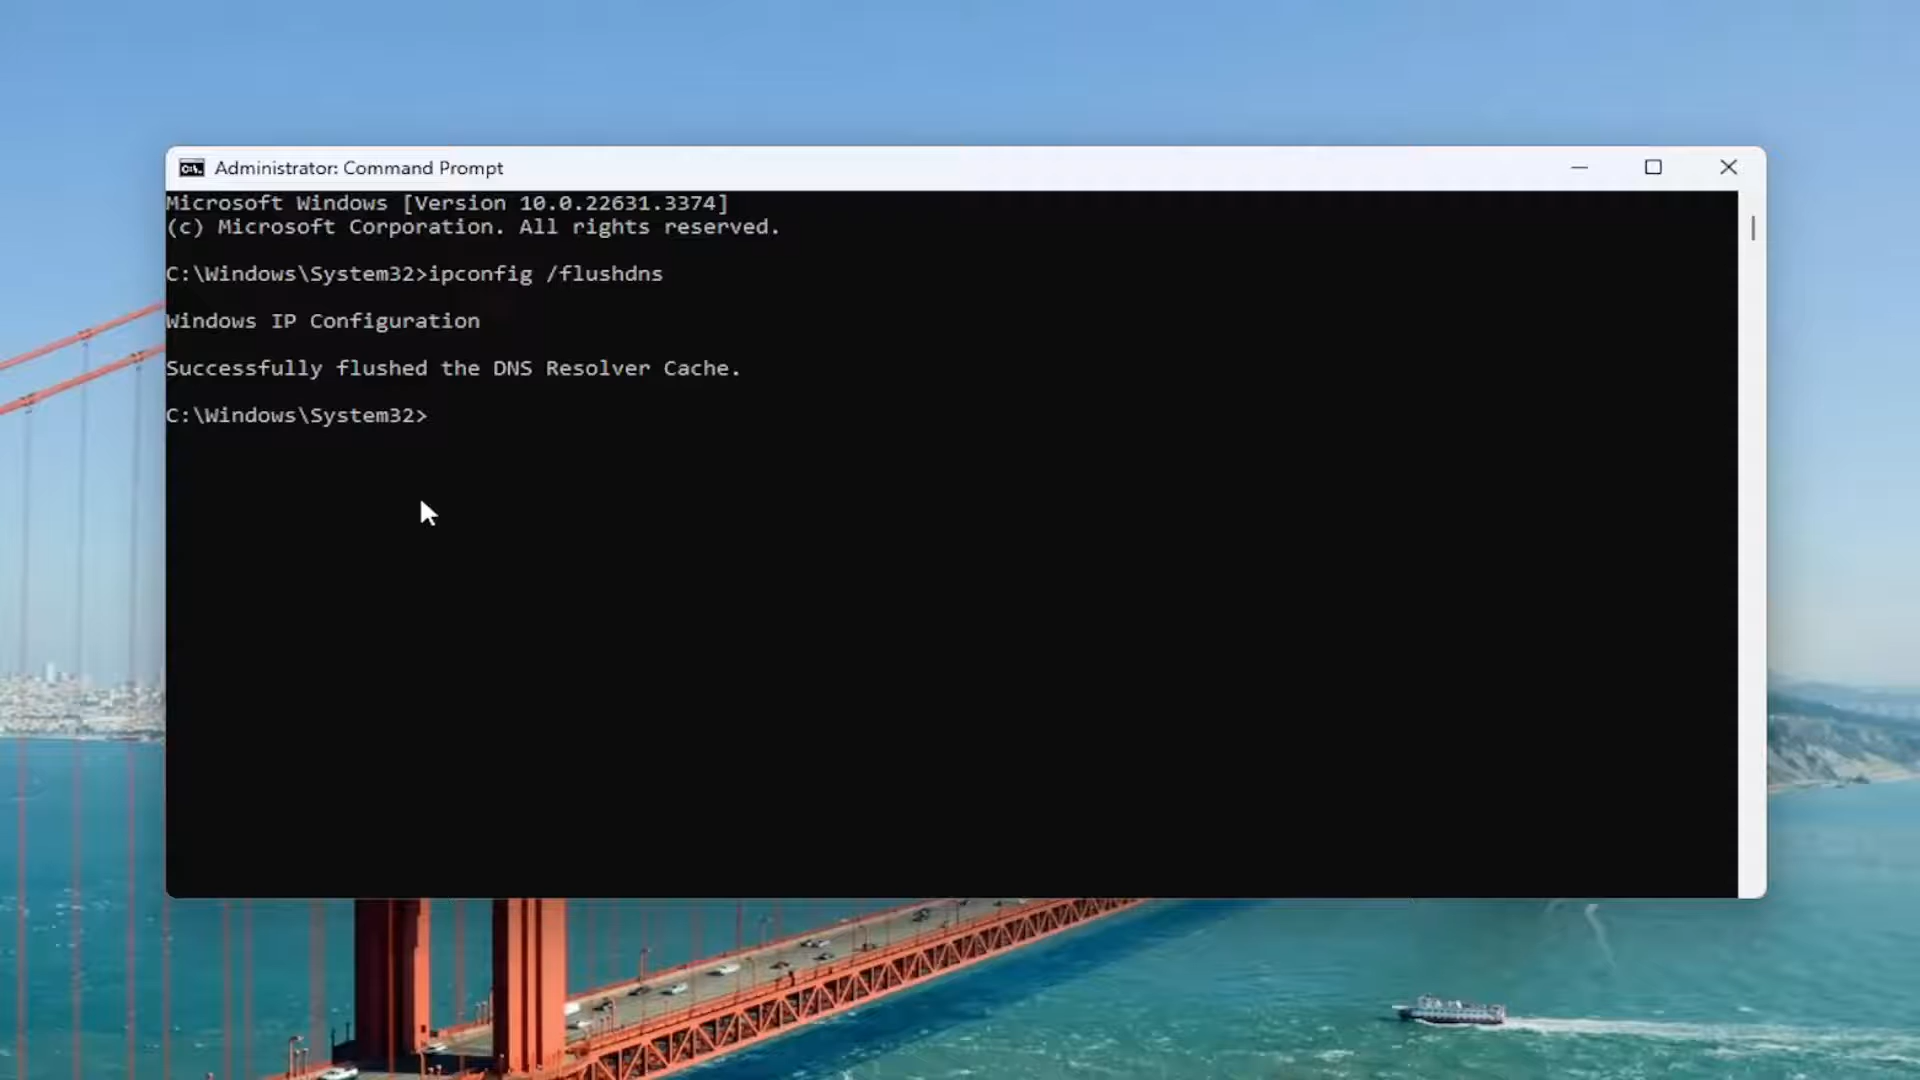 Administrator: Command Prompt
Microsoft Windows [Version 10.0.22631.3374]
(c) Microsoft Corporation. All rights reserved.
C:\Windows\System32>ipconfig /flushdns
Windows IP Configuration
Successfully flushed the DNS Resolver Cache.
C:\Windows\System32>